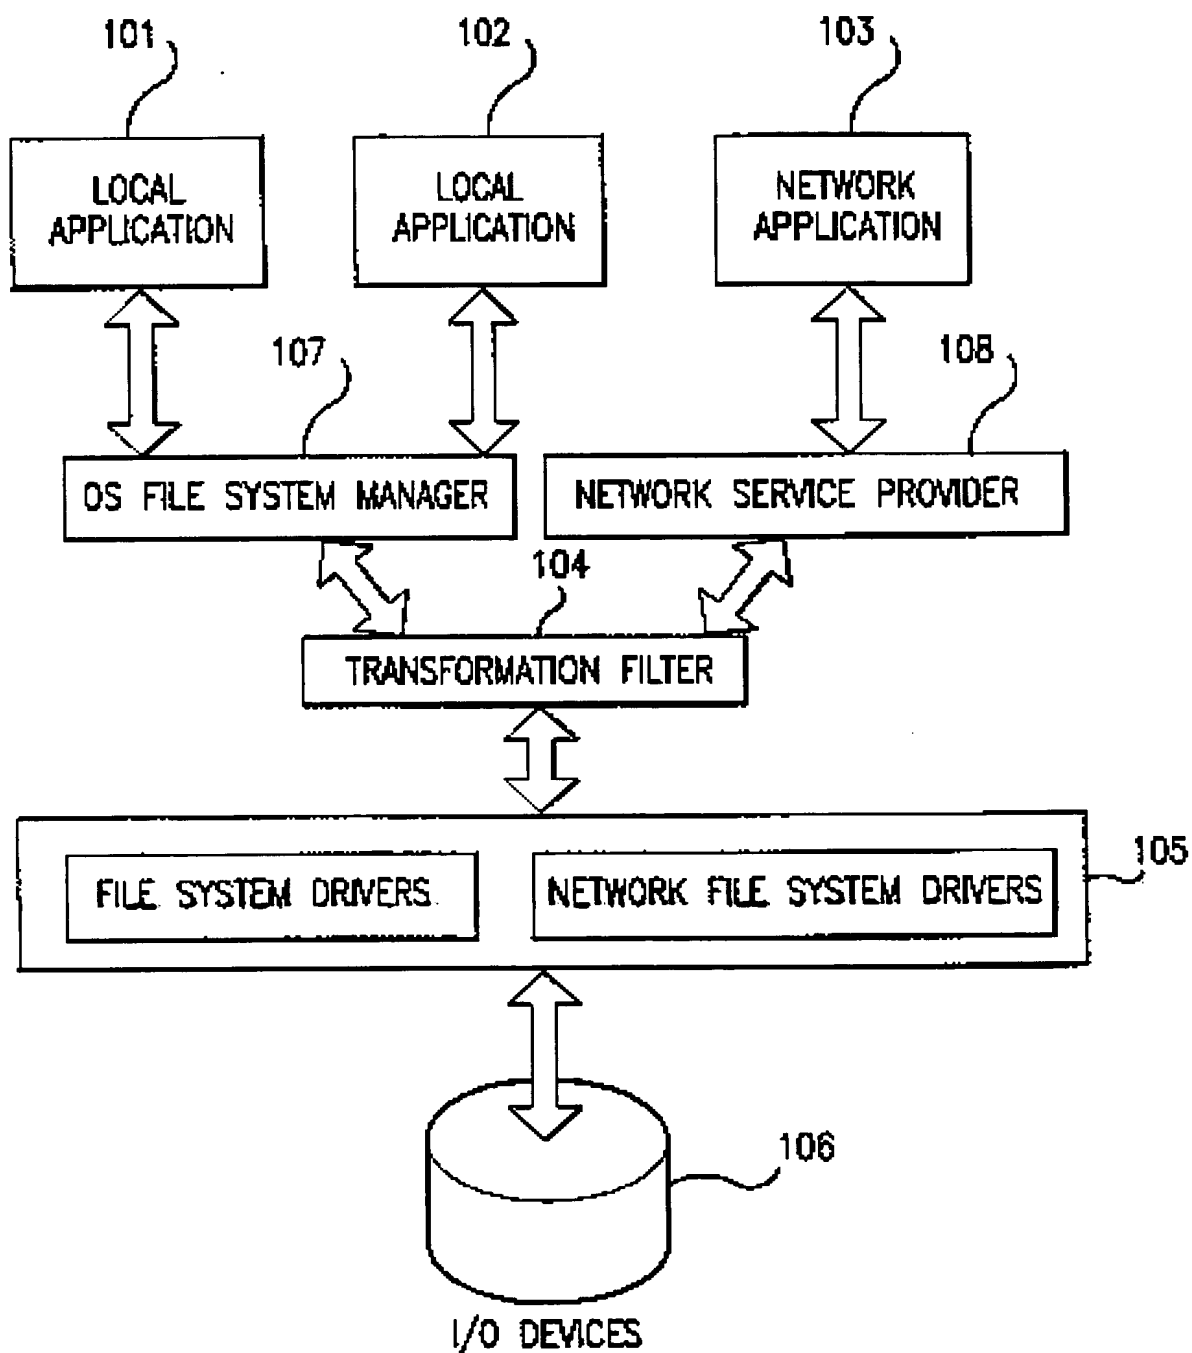 101
102
103
LOCAL
APPLICATION
LOCAL
APPLICATION
NETWORK
APPLICATION
107
108
OS FILE SYSTEM MANAGER
NETWORK SERVICE PROVIDER
104
TRANSFORMATION FILTER
105
FILE SYSTEM DRIVERS
NETWORK FILE SYSTEM DRIVERS
106
I/O DEVICES